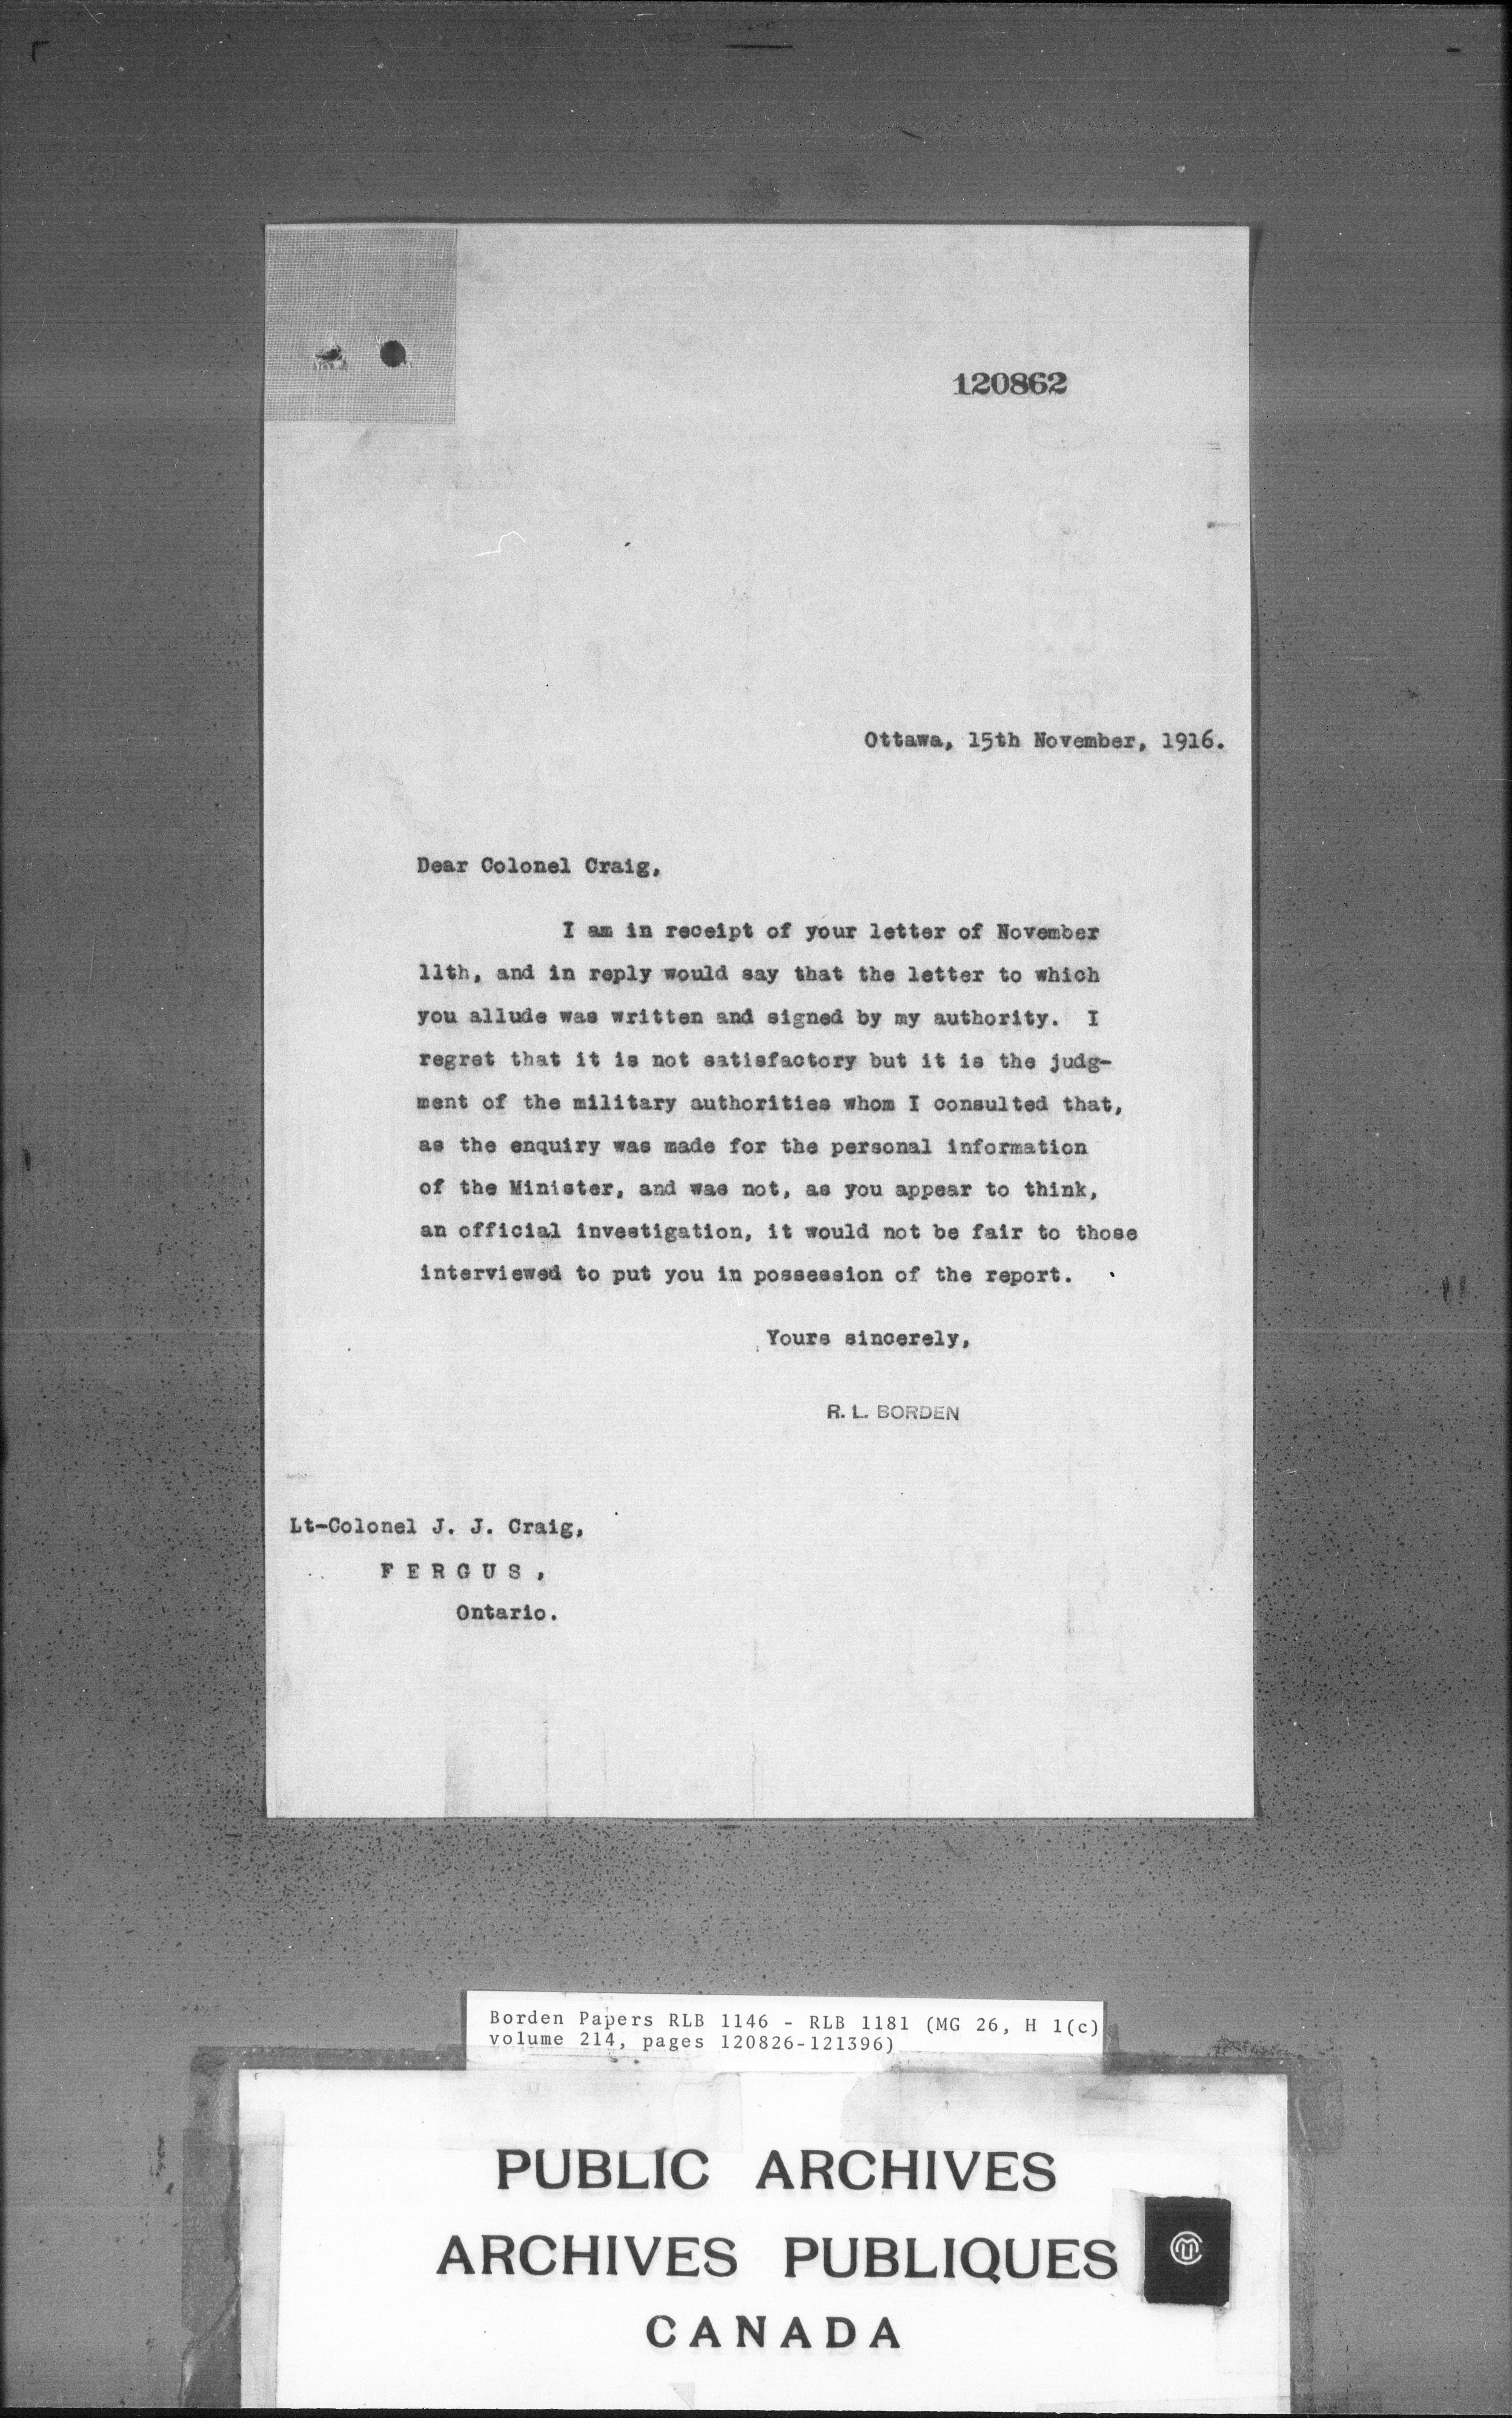 120862
Ottawa, 15th November, 1916.
Dear Colonel Craig,
I am in receipt of your letter of November
11th, and in reply would say that the letter to which
you allude was written and signed by my authority. I
regret that it is not satisfactory but it is the judg-
ment of the military authorities whom I consulted that,
as the enquiry was made for the personal information
of the Minister, and was not, as you appear to think,
an official investigation, it would not be fair to those
interviewed to put you in possession of the report.
Yours sincerely,
R. L. BORDEN
Lt-Colonel J. J. Craig,
FERGUS,
Ontario.
Borden Papers RLB 1146 - RLB 1181 (MG 26, H 1(c)
volume 214, pages 120826-121396)
PUBLIC ARCHIVES
ARCHIVES PUBLIQUES
CANADA